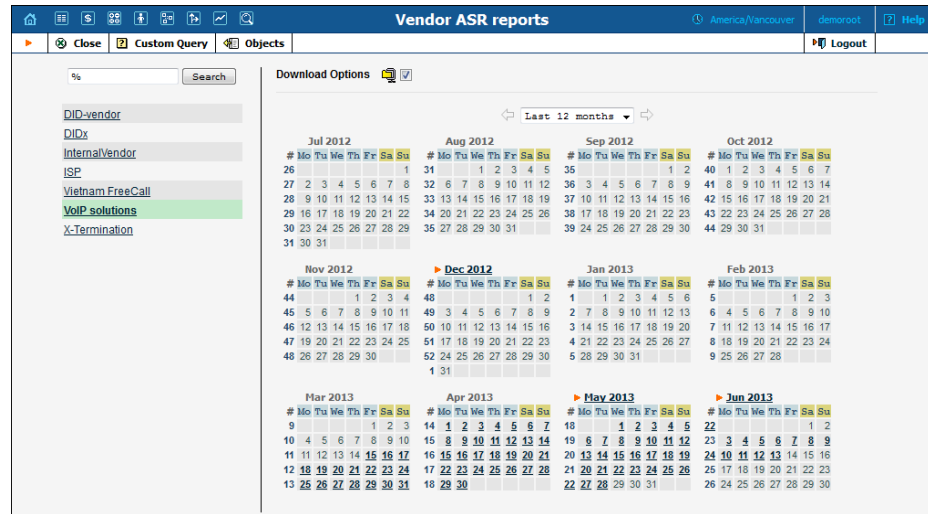 Vendor ASR reports America/Vancouver demoroot Help
Close Custom Query Objects Logout
% Search
Download Options
DID-vendor
DIDx
InternalVendor
ISP
Vietnam FreeCall
VoIP solutions
X-Termination
Last 12 months
Jul 2012 Aug 2012 Sep 2012 Oct 2012
# Mo Tu We Th Fr Sa Su # Mo Tu We Th Fr Sa Su # Mo Tu We Th Fr Sa Su # Mo Tu We Th Fr Sa Su
26 1 31 1 2 3 4 5 35 1 2 40 1 2 3 4 5 6 7
27 2 3 4 5 6 7 8 32 6 7 8 9 10 11 12 36 3 4 5 6 7 8 9 41 8 9 10 11 12 13 14
28 9 10 11 12 13 14 15 33 13 14 15 16 17 18 19 37 10 11 12 13 14 15 16 42 15 16 17 18 19 20 21
29 16 17 18 19 20 21 22 34 20 21 22 23 24 25 26 38 17 18 19 20 21 22 23 43 22 23 24 25 26 27 28
30 23 24 25 26 27 28 29 35 27 28 29 30 31 39 24 25 26 27 28 29 30 44 29 30 31
31 30 31
Nov 2012 Dec 2012 Jan 2013 Feb 2013
# Mo Tu We Th Fr Sa Su # Mo Tu We Th Fr Sa Su # Mo Tu We Th Fr Sa Su # Mo Tu We Th Fr Sa Su
44 1 2 3 4 48 1 2 1 1 2 3 4 5 6 5 1 2 3
45 5 6 7 8 9 10 11 49 3 4 5 6 7 8 9 2 7 8 9 10 11 12 13 6 4 5 6 7 8 9 10
46 12 13 14 15 16 17 18 50 10 11 12 13 14 15 16 3 14 15 16 17 18 19 20 7 11 12 13 14 15 16 17
47 19 20 21 22 23 24 25 51 17 18 19 20 21 22 23 4 21 22 23 24 25 26 27 8 18 19 20 21 22 23 24
48 26 27 28 29 30 52 24 25 26 27 28 29 30 5 28 29 30 31 9 25 26 27 28
1 31
Mar 2013 Apr 2013 May 2013 Jun 2013
# Mo Tu We Th Fr Sa Su # Mo Tu We Th Fr Sa Su # Mo Tu We Th Fr Sa Su # Mo Tu We Th Fr Sa Su
9 1 2 3 14 1 2 3 4 5 6 7 18 1 2 3 4 5 22 1 2
10 4 5 6 7 8 9 10 15 8 9 10 11 12 13 14 19 6 7 8 9 10 11 12 23 3 4 5 6 7 8 9
11 11 12 13 14 15 16 17 16 15 16 17 18 19 20 21 20 13 14 15 16 17 18 19 24 10 11 12 13 14 15 16
12 18 19 20 21 22 23 24 17 22 23 24 25 26 27 28 21 20 21 22 23 24 25 26 25 17 18 19 20 21 22 23
13 25 26 27 28 29 30 31 18 29 30 22 27 28 29 30 31 26 24 25 26 27 28 29 30